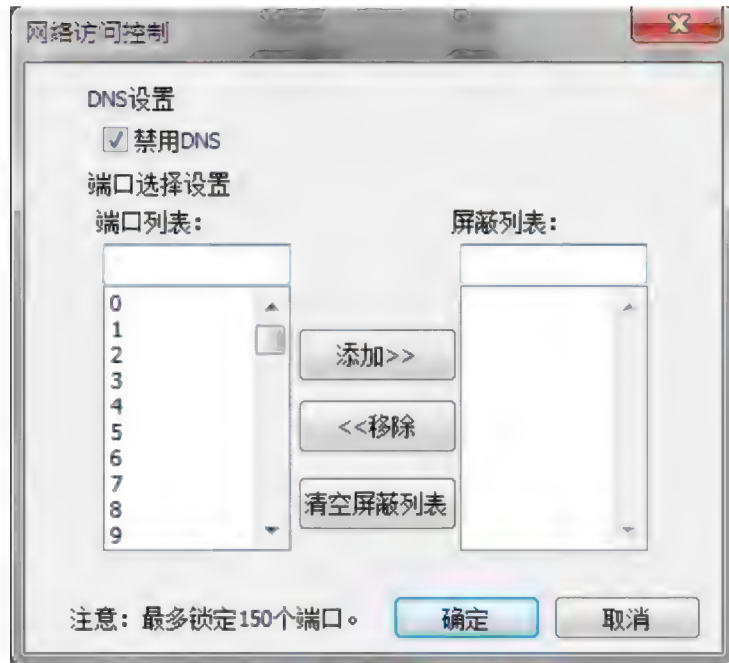 网络访问控制
DNS设置
禁用DNS
端口选择设置
端口列表: 屏蔽列表:
0
1
2
3
4
5
6
7
8
9
添加>>
<<移除
清空屏蔽列表
注意: 最多锁定150个端口。 确定 取消